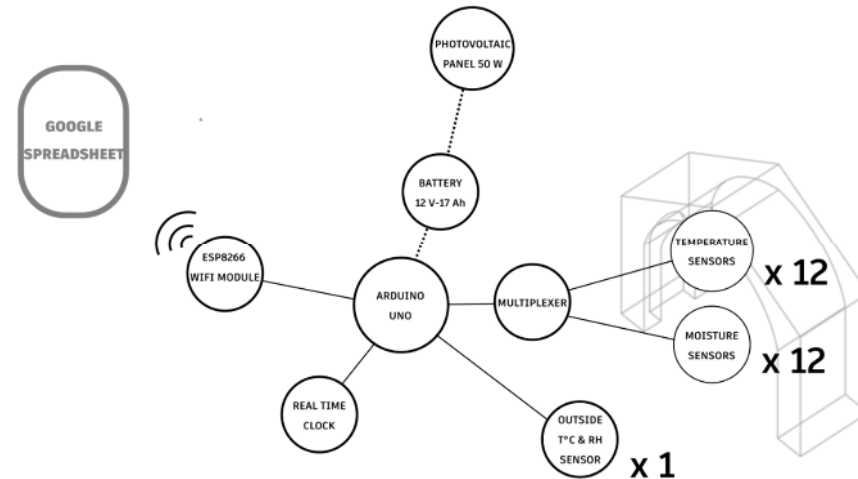 PHOTOVOLTAIC
PANEL 50 W
GOOGLE
SPREADSHEET
BATTERY
12 V-17 Ah
ESP8266
WIFI MODULE
TEMPERATURE
SENSORS
x 12
ARDUINO
UNO
MULTIPLEXER
MOISTURE
SENSORS
x 12
REAL TIME
CLOCK
OUTSIDE
T°C & RH
SENSOR
x 1